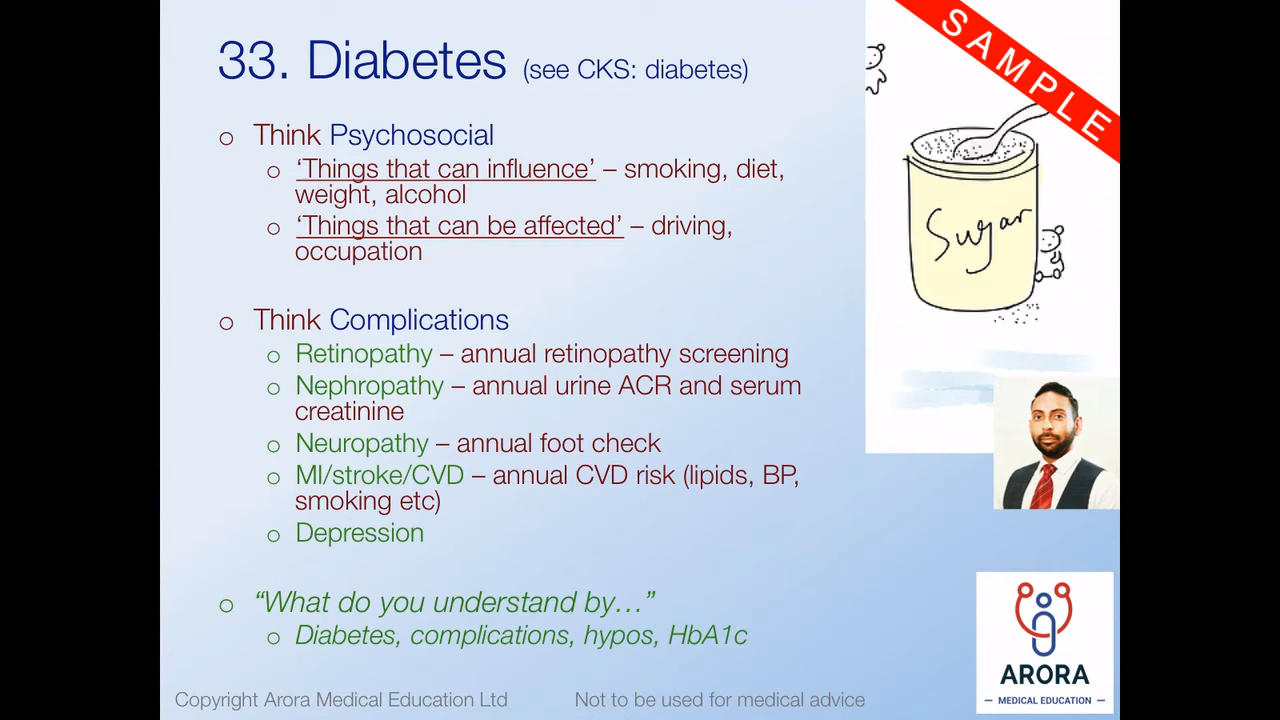 33. Diabetes (see CKS: diabetes)
o Think Psychosocial
o ‘Things that can influence’ – smoking, diet,
weight, alcohol
o ‘Things that can be affected’ – driving,
occupation
o Think Complications
o Retinopathy – annual retinopathy screening
o Nephropathy – annual urine ACR and serum
creatinine
o Neuropathy – annual foot check
o MI/stroke/CVD – annual CVD risk (lipids, BP,
smoking etc)
o Depression
o “What do you understand by…”
o Diabetes, complications, hypos, HbA1c
Copyright Arora Medical Education Ltd
Not to be used for medical advice
SAMPLE
Sugar
ARORA
– MEDICAL EDUCATION –